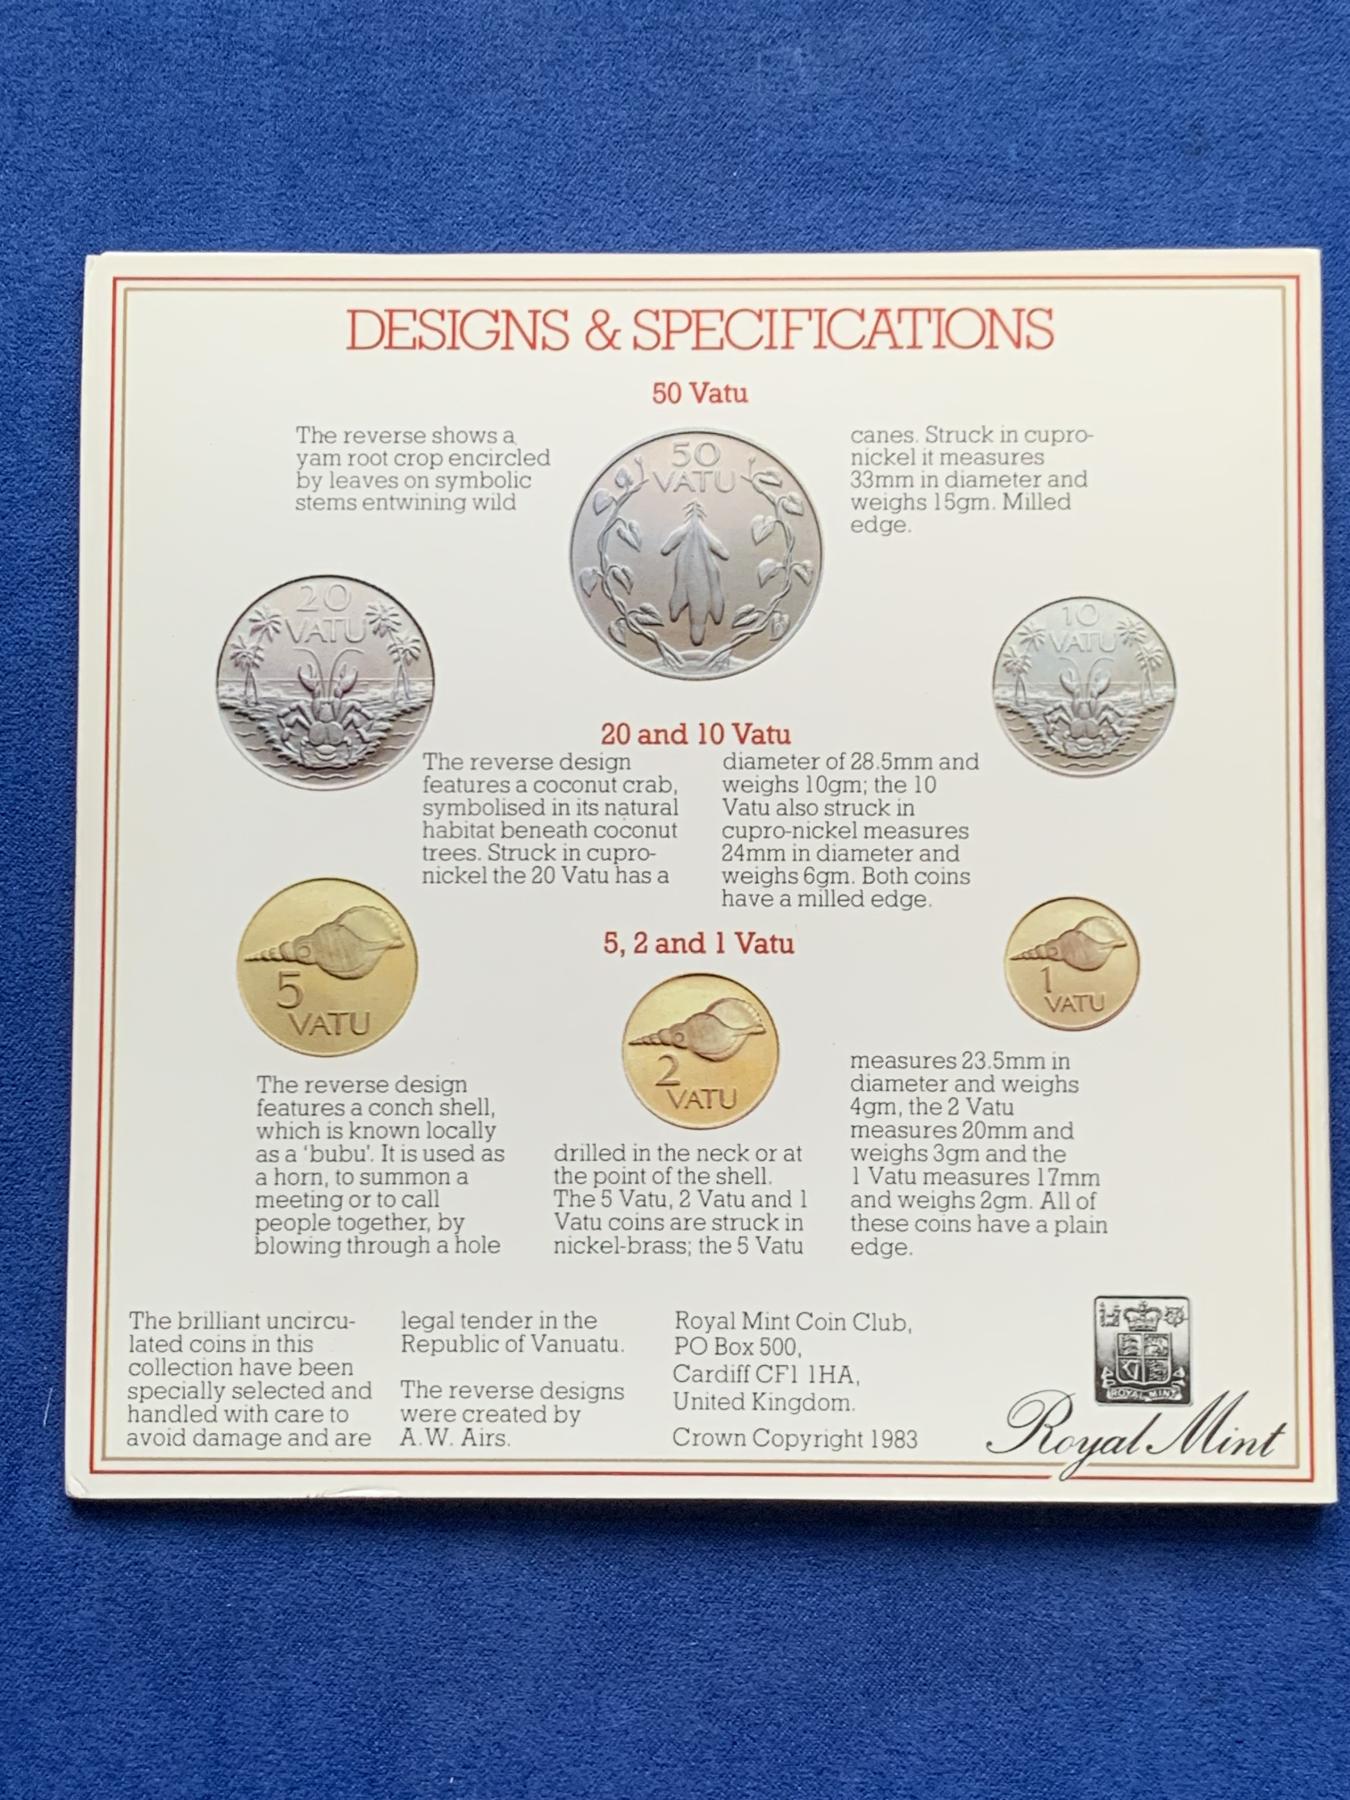 DESIGNS & SPECIFICATIONS
50 Vatu
The reverse shows a
yam root crop encircled
by leaves on symbolic
stems entwining wild
canes. Struck in cupro-
nickel it measures
33mm in diameter and
weighs 15gm. Milled
edge.
50
VATU
20
VATU
10
VATU
20 and 10 Vatu
The reverse design
features a coconut crab,
symbolised in its natural
habitat beneath coconut
trees. Struck in cupro-
nickel the 20 Vatu has a
diameter of 28.5mm and
weighs 10gm; the 10
Vatu also struck in
cupro-nickel measures
24mm in diameter and
weighs 6gm. Both coins
have a milled edge.
5, 2 and 1 Vatu
5
VATU
2
VATU
1
VATU
The reverse design
features a conch shell,
which is known locally
as a 'bubu'. It is used as
a horn, to summon a
meeting or to call
people together, by
blowing through a hole
drilled in the neck or at
the point of the shell.
The 5 Vatu, 2 Vatu and 1
Vatu coins are struck in
nickel-brass; the 5 Vatu
measures 23.5mm in
diameter and weighs
4gm, the 2 Vatu
measures 20mm and
weighs 3gm and the
1 Vatu measures 17mm
and weighs 2gm. All of
these coins have a plain
edge.
The brilliant uncircu-
lated coins in this
collection have been
specially selected and
handled with care to
avoid damage and are
legal tender in the
Republic of Vanuatu.
The reverse designs
were created by
A.W. Airs.
Royal Mint Coin Club,
PO Box 500,
Cardiff CF1 1HA,
United Kingdom.
Crown Copyright 1983
ROYAL MINT
Royal Mint